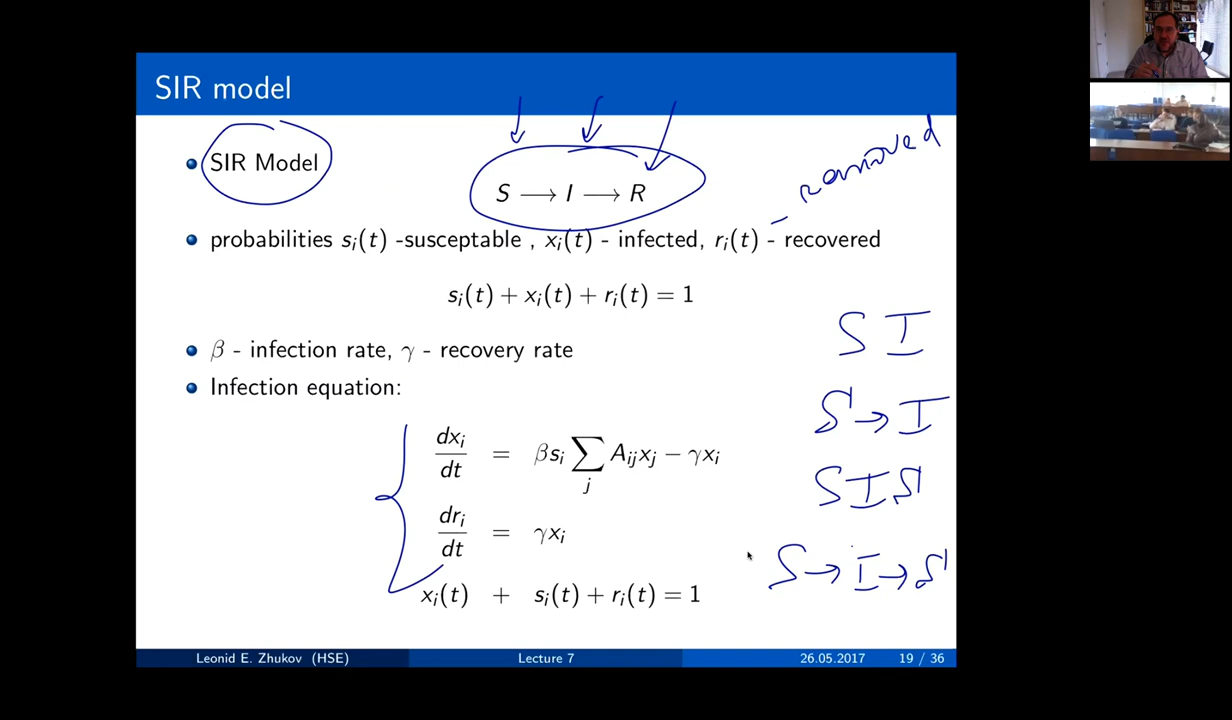 SIR model
SIR Model
S ⟶ I ⟶ R
removed
probabilities sᵢ(t) -susceptable , xᵢ(t) - infected, rᵢ(t) - recovered
sᵢ(t) + xᵢ(t) + rᵢ(t) = 1
S I
β - infection rate, γ - recovery rate
Infection equation:
S → I
dxᵢ/dt = βsᵢ ∑ⱼ Aᵢⱼxⱼ − γxᵢ
S I S
drᵢ/dt = γxᵢ
S → I → S
xᵢ(t) + sᵢ(t) + rᵢ(t) = 1
Leonid E. Zhukov (HSE) Lecture 7 26.05.2017 19 / 36